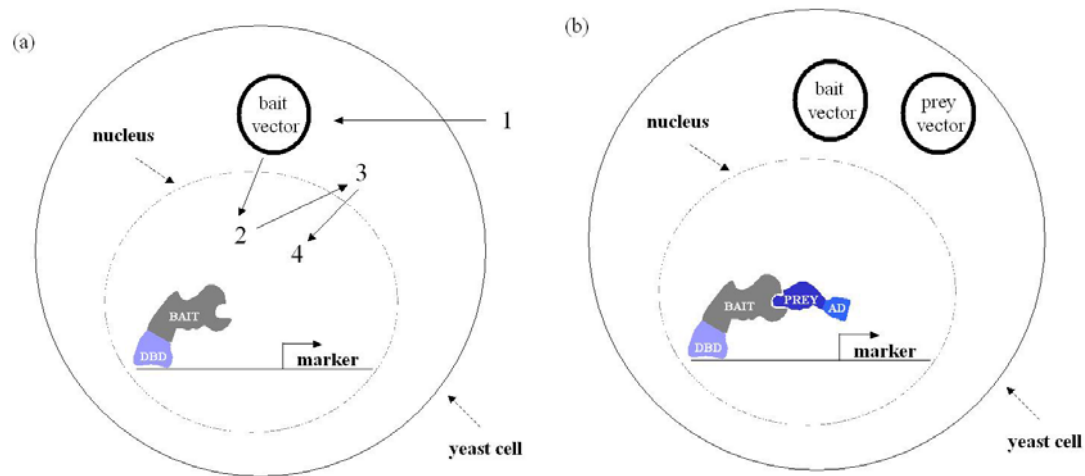 (a)
bait
vector
1
nucleus
3
2
4
BAIT
DBD
marker
yeast cell
(b)
bait
vector
prey
vector
nucleus
BAIT
PREY
AD
DBD
marker
yeast cell